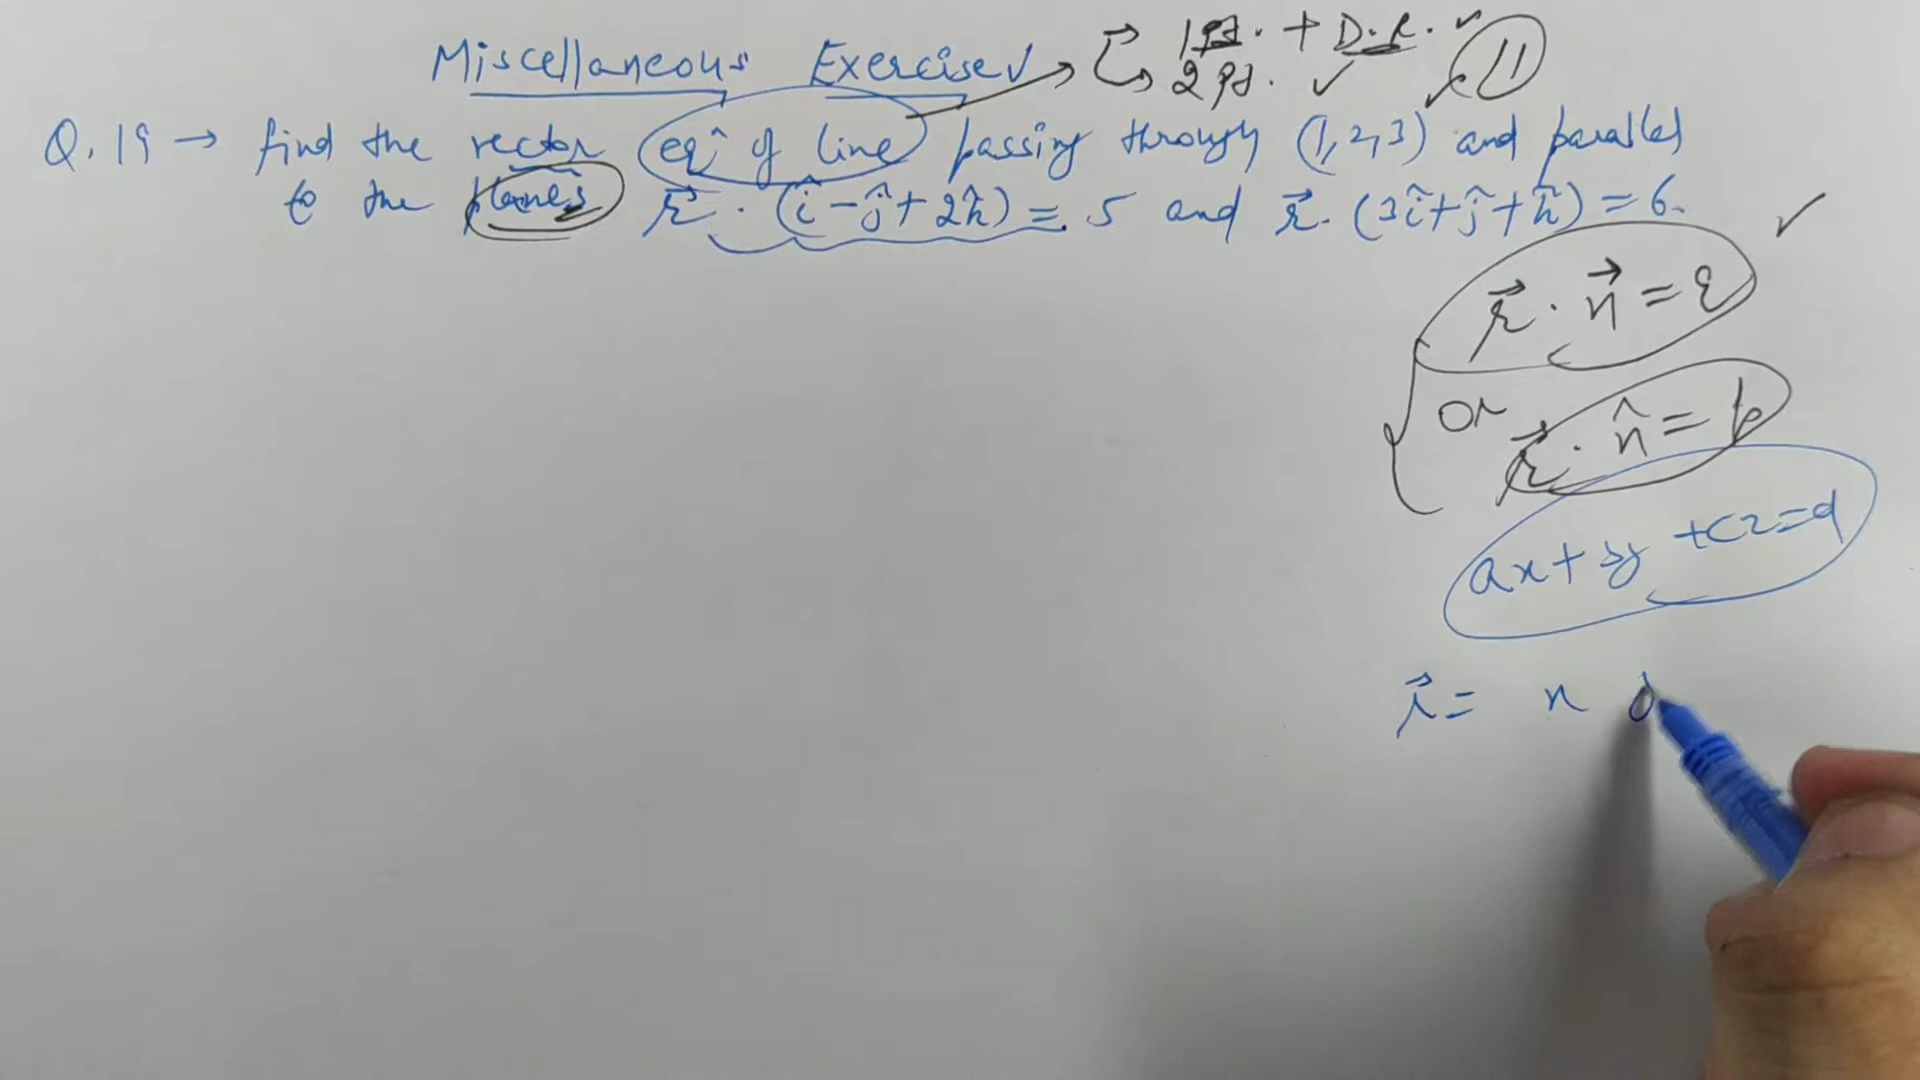 Miscellaneous Exercise ✓ → 1 pt. + D.R. ✓
→ 2 pt. ✓ ✓ 11
Q.19 → find the vector eqⁿ of line passing through (1,2,3) and parallel
to the planes r⃗ . (î - ĵ + 2k̂) = 5 and r⃗. (3î + ĵ + k̂) = 6. ✓
r⃗ . n⃗ =
or
r⃗ . n̂ = p
ax + by + cz = d
r⃗ = x